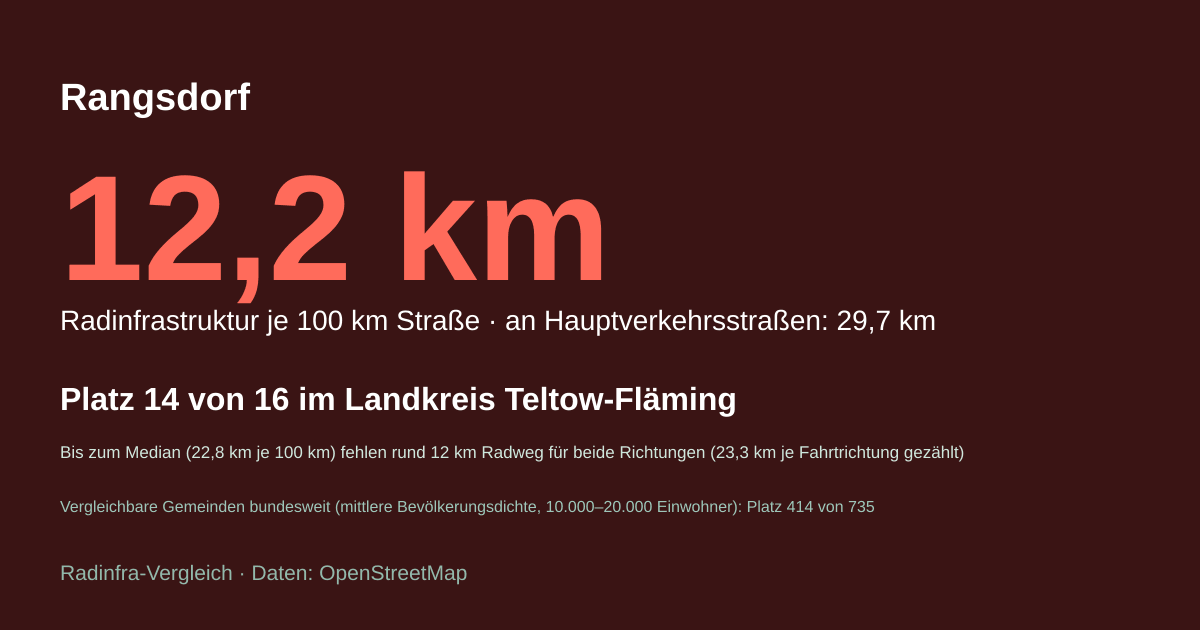 Rangsdorf
12,2 km
Radinfrastruktur je 100 km Straße · an Hauptverkehrsstraßen: 29,7 km
Platz 14 von 16 im Landkreis Teltow-Fläming
Bis zum Median (22,8 km je 100 km) fehlen rund 12 km Radweg für beide Richtungen (23,3 km je Fahrtrichtung gezählt)
Vergleichbare Gemeinden bundesweit (mittlere Bevölkerungsdichte, 10.000–20.000 Einwohner): Platz 414 von 735
Radinfra-Vergleich · Daten: OpenStreetMap